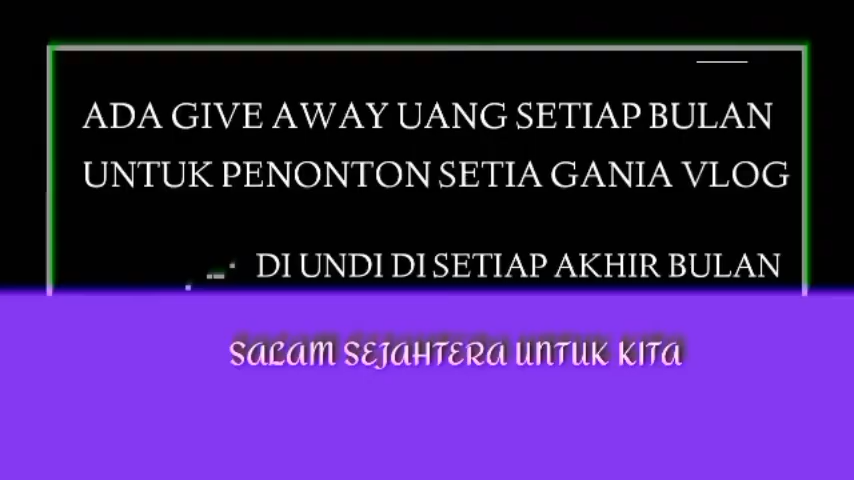 ADA GIVE AWAY UANG SETIAP BULAN
UNTUK PENONTON SETIA GANIA VLOG
DI UNDI DI SETIAP AKHIR BULAN
SALAM SEJAHTERA UNTUK KITA